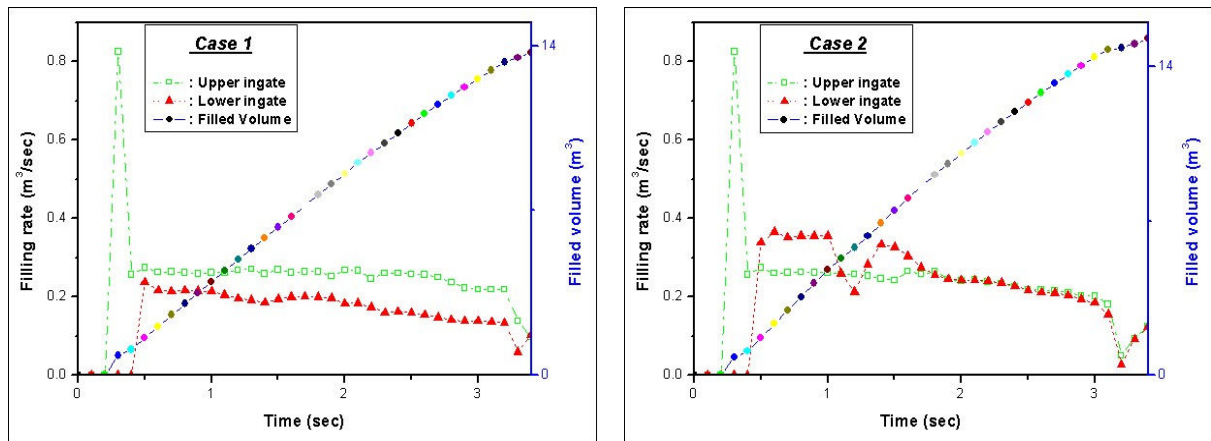 Case 1
: Upper ingate
: Lower ingate
: Filled Volume
0.8
0.6
0.4
0.2
0.0
Filling rate (m³/sec)
14
0
Filled volume (m³)
0 1 2 3
Time (sec)
Case 2
: Upper ingate
: Lower ingate
: Filled Volume
0.8
0.6
0.4
0.2
0.0
Filling rate (m³/sec)
14
0
Filled volume (m³)
0 1 2 3
Time (sec)